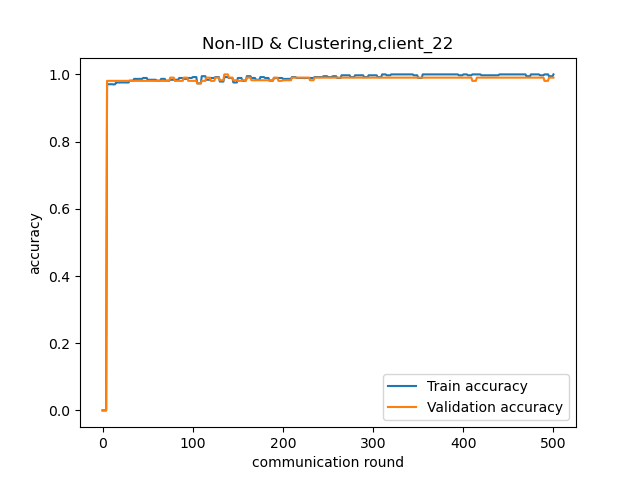 Non-IID & Clustering,client_22
1.0
0.8
0.6
0.4
0.2
0.0
accuracy
Train accuracy
Validation accuracy
0 100 200 300 400 500
communication round